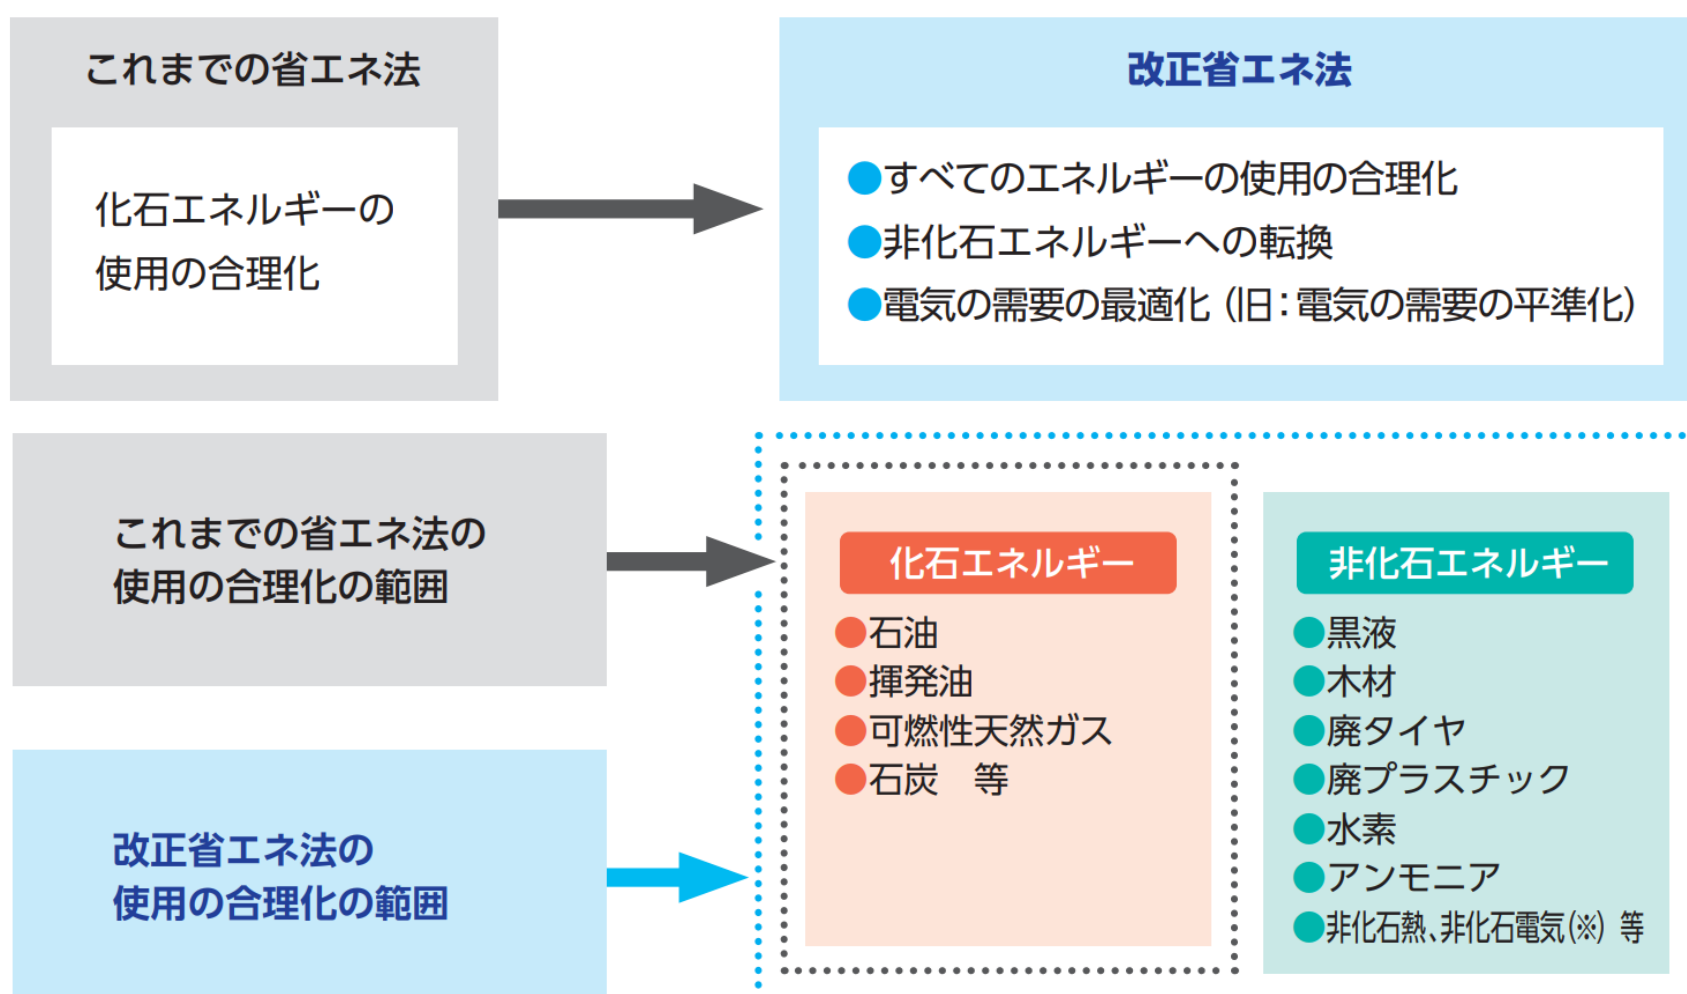 これまでの省エネ法
化石エネルギーの
使用の合理化
改正省エネ法
●すべてのエネルギーの使用の合理化
●非化石エネルギーへの転換
●電気の需要の最適化（旧：電気の需要の平準化）
これまでの省エネ法の
使用の合理化の範囲
改正省エネ法の
使用の合理化の範囲
化石エネルギー
●石油
●揮発油
●可燃性天然ガス
●石炭　等
非化石エネルギー
●黒液
●木材
●廃タイヤ
●廃プラスチック
●水素
●アンモニア
●非化石熱、非化石電気（※）等